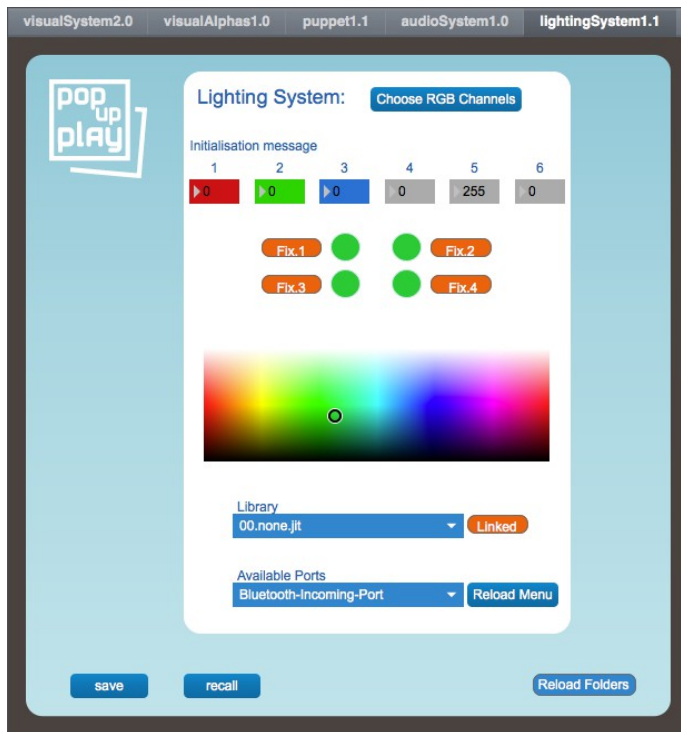 visualSystem2.0 visualAlphas1.0 puppet1.1 audioSystem1.0 lightingSystem1.1
pop
up
play
Lighting System: Choose RGB Channels
Initialisation message
1 2 3 4 5 6
0 0 0 0 255 0
Fix.1 Fix.2
Fix.3 Fix.4
Library
00.none.jit Linked
Available Ports
Bluetooth-Incoming-Port Reload Menu
save recall Reload Folders